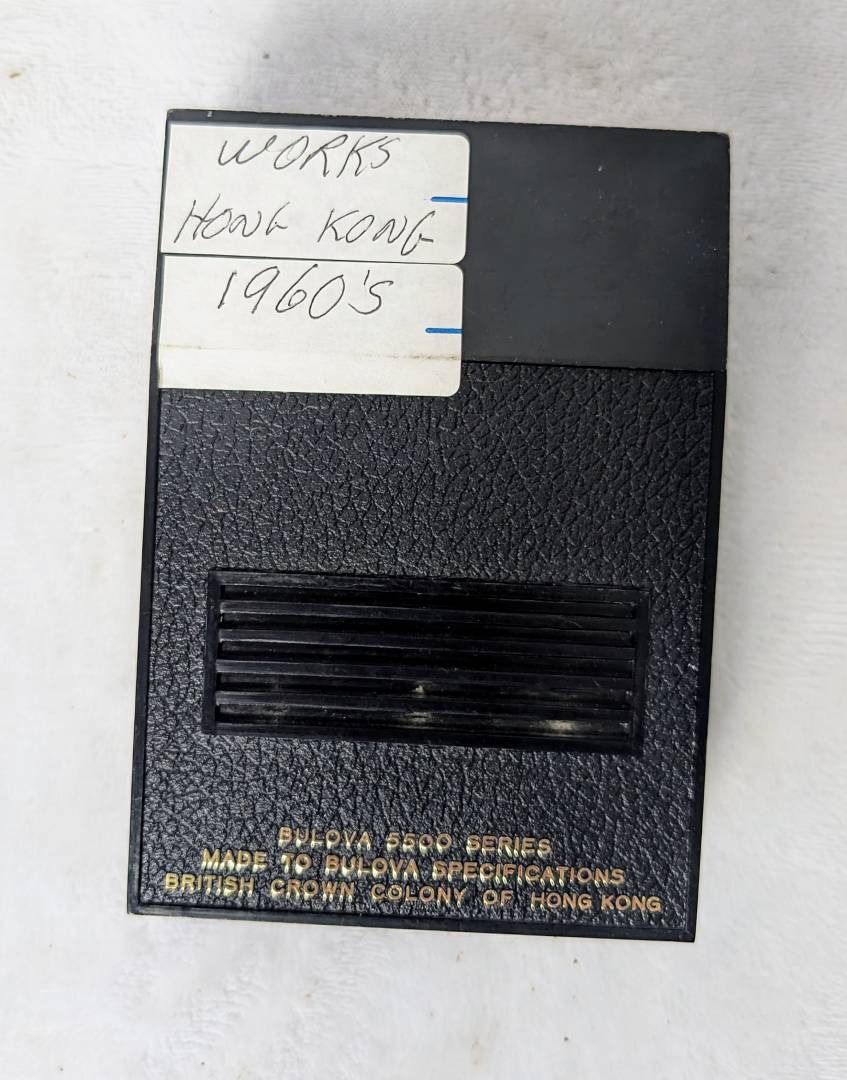 WORKS
HONG KONG
1960'S
BULOVA 5500 SERIES
MADE TO BULOVA SPECIFICATIONS
BRITISH CROWN COLONY OF HONG KONG